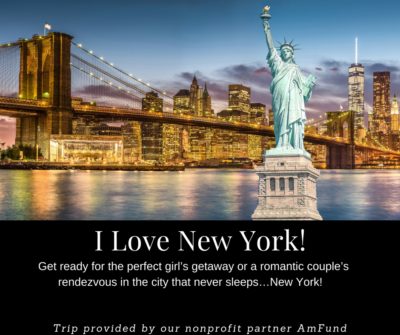 I Love New York!
Get ready for the perfect girl's getaway or a romantic couple's
rendezvous in the city that never sleeps...New York!
Trip provided by our nonprofit partner AmFund